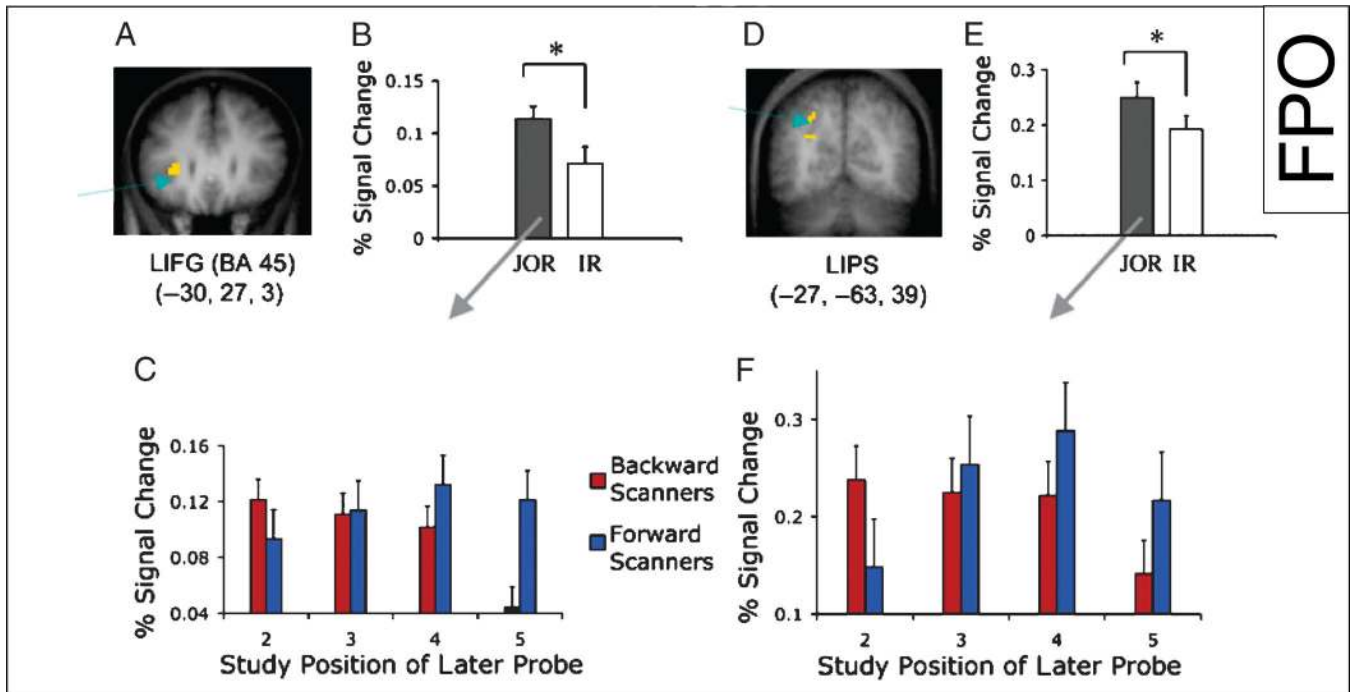 A
LIFG (BA 45)
(–30, 27, 3)
B
*
% Signal Change
0.15
0.1
0.05
0
JOR IR
D
LIPS
(–27, –63, 39)
E
*
% Signal Change
0.3
0.2
0.1
0
JOR IR
FPO
C
% Signal Change
0.16
0.12
0.08
0.04
2 3 4 5
Study Position of Later Probe
Backward
Scanners
Forward
Scanners
F
% Signal Change
0.3
0.2
0.1
2 3 4 5
Study Position of Later Probe